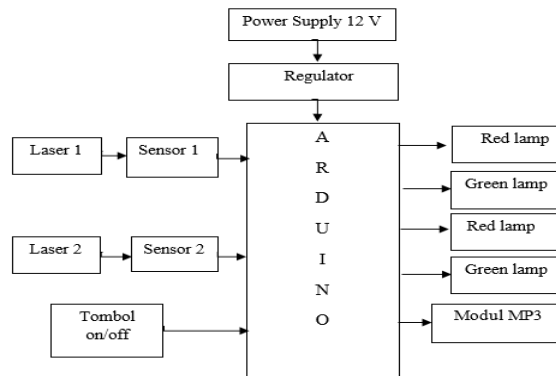 Power Supply 12 V
Regulator
Laser 1
Sensor 1
Laser 2
Sensor 2
Tombol
on/off
A
R
D
U
I
N
O
Red lamp
Green lamp
Red lamp
Green lamp
Modul MP3